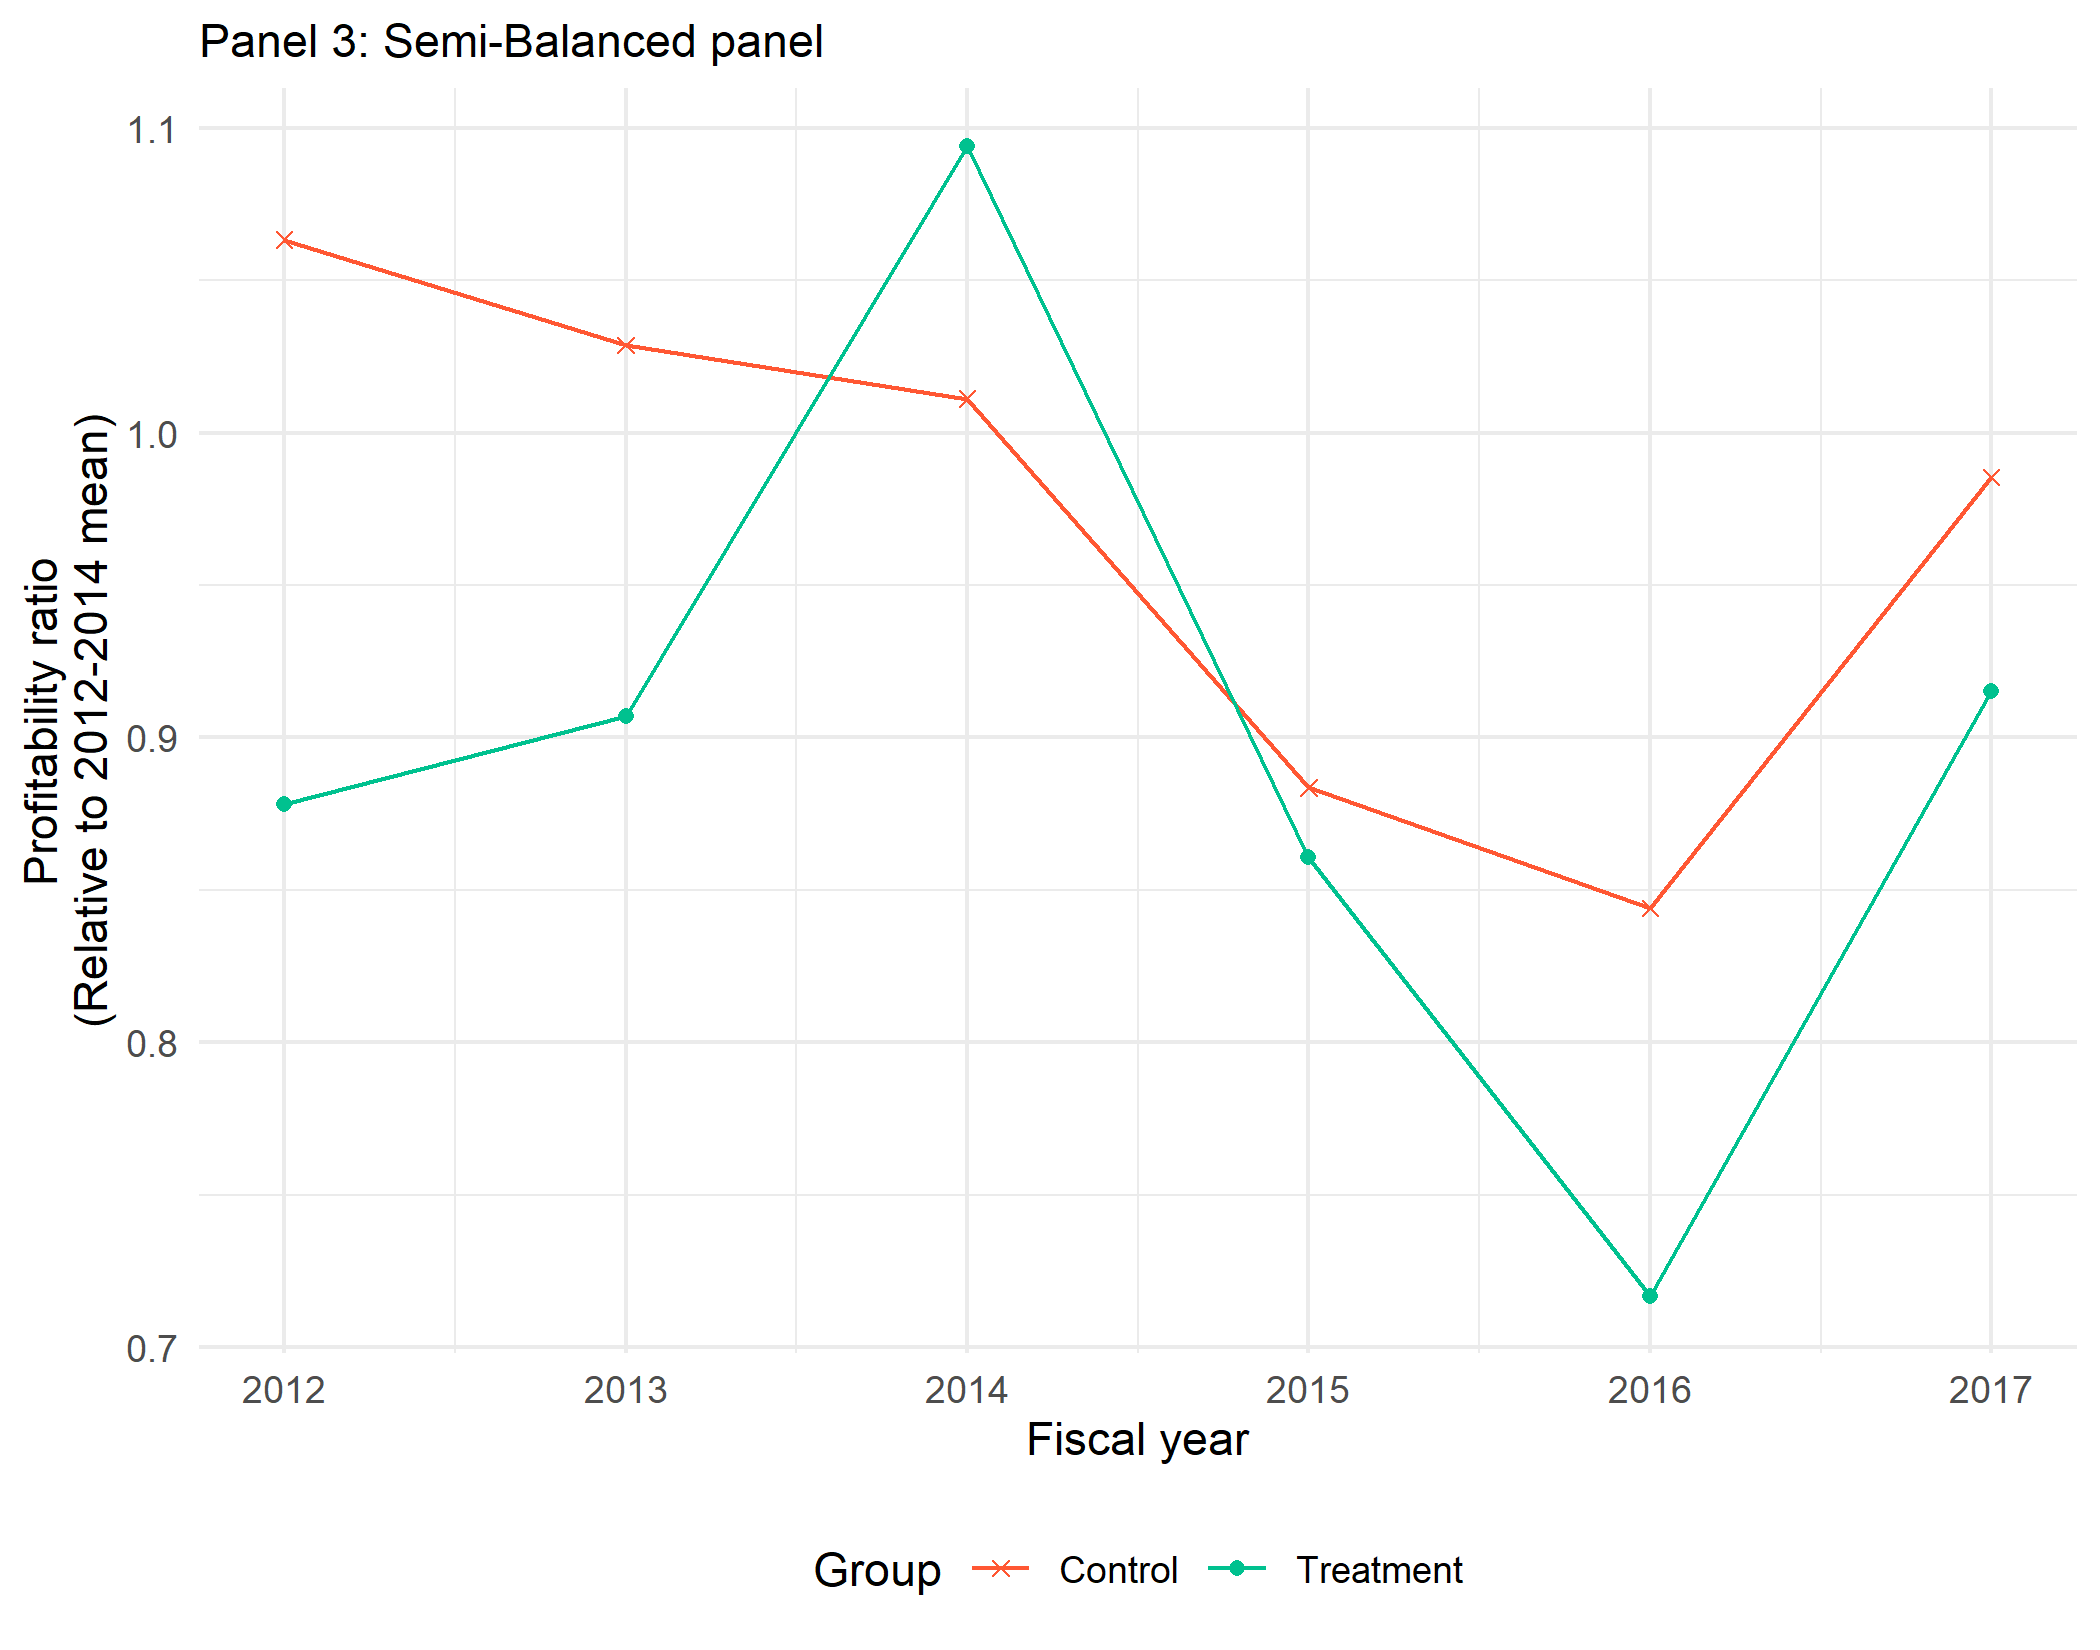 Panel 3: Semi-Balanced panel
Profitability ratio
(Relative to 2012-2014 mean)
1.1
1.0
0.9
0.8
0.7
2012 2013 2014 2015 2016 2017
Fiscal year
Group Control Treatment